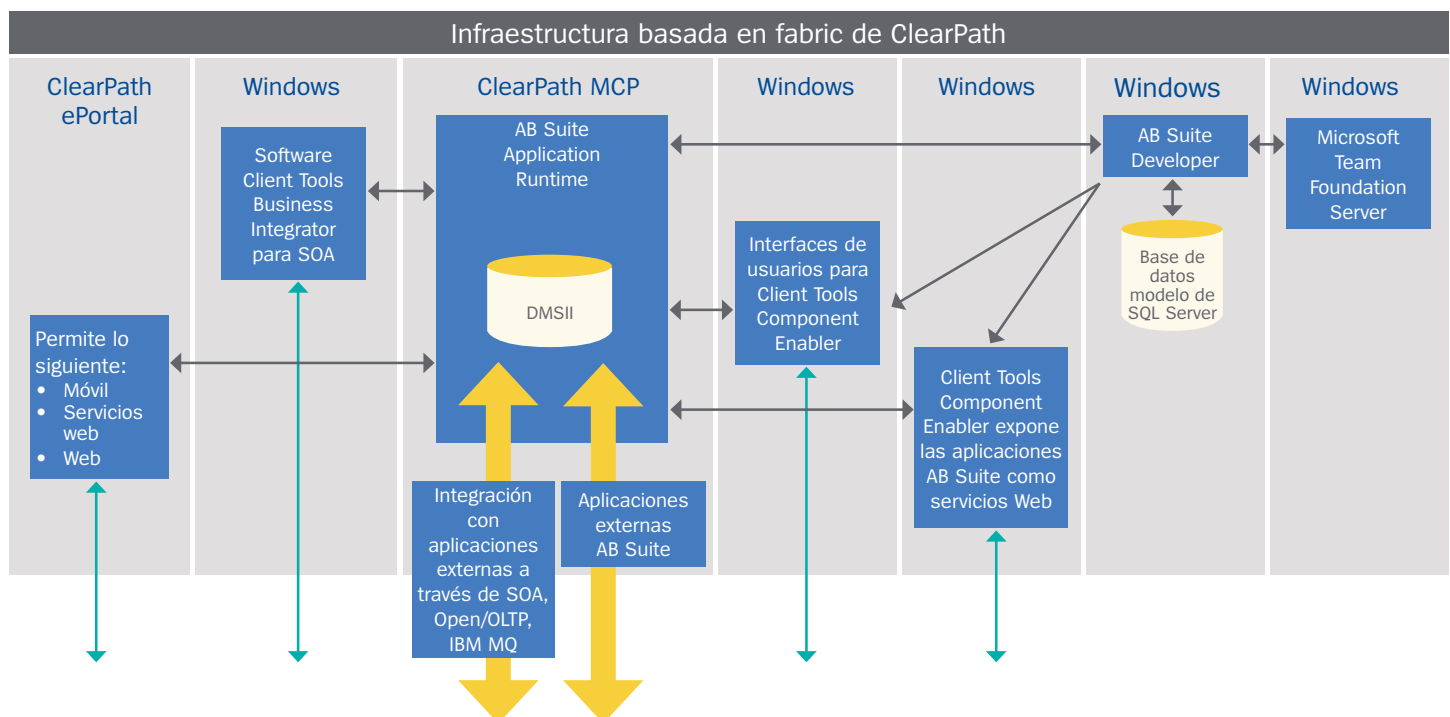 Infraestructura basada en fabric de ClearPath
ClearPath
ePortal
Windows
ClearPath MCP
Windows
Windows
Windows
Windows
Permite lo
siguiente:
• Móvil
• Servicios
web
• Web
Software
Client Tools
Business
Integrator
para SOA
AB Suite
Application
Runtime
DMSII
Integración
con
aplicaciones
externas a
través de SOA,
Open/OLTP,
IBM MQ
Aplicaciones
externas
AB Suite
Interfaces de
usuarios para
Client Tools
Component
Enabler
Client Tools
Component
Enabler expone
las aplicaciones
AB Suite como
servicios Web
AB Suite
Developer
Base de
datos
modelo de
SQL Server
Microsoft
Team
Foundation
Server